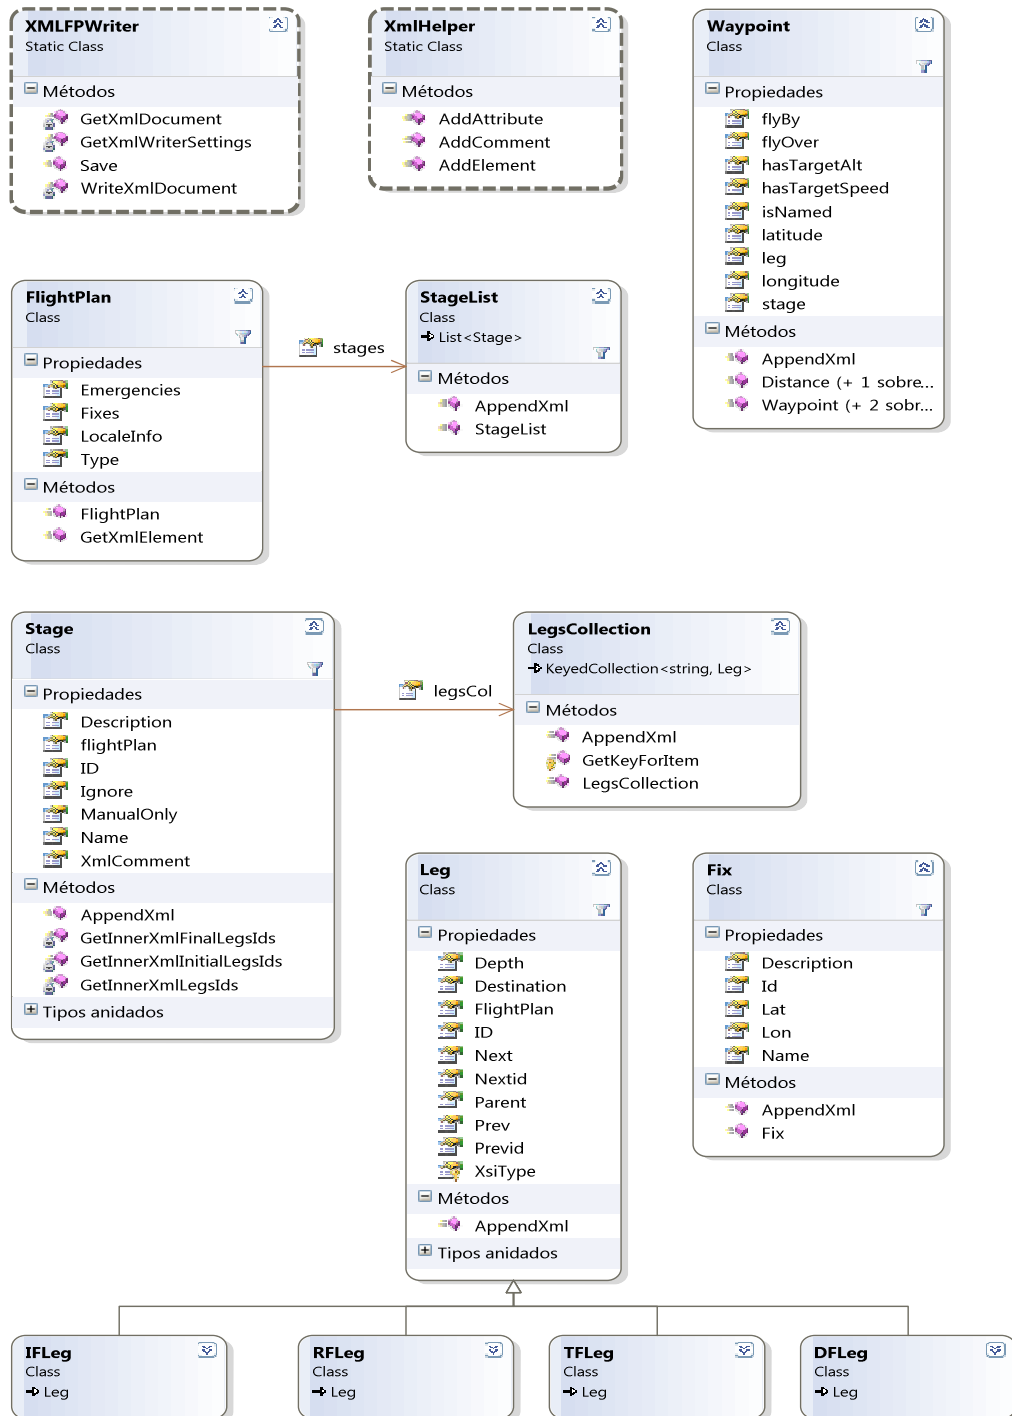 XMLFPWriter
Static Class
Métodos
GetXmlDocument
GetXmlWriterSettings
Save
WriteXmlDocument
XmlHelper
Static Class
Métodos
AddAttribute
AddComment
AddElement
Waypoint
Class
Propiedades
flyBy
flyOver
hasTargetAlt
hasTargetSpeed
isNamed
latitude
leg
longitude
stage
Métodos
AppendXml
Distance (+ 1 sobre...
Waypoint (+ 2 sobr...
FlightPlan
Class
Propiedades
Emergencies
Fixes
LocaleInfo
Type
Métodos
FlightPlan
GetXmlElement
stages
StageList
Class
List<Stage>
Métodos
AppendXml
StageList
Stage
Class
Propiedades
Description
flightPlan
ID
Ignore
ManualOnly
Name
XmlComment
Métodos
AppendXml
GetInnerXmlFinalLegsIds
GetInnerXmlInitialLegsIds
GetInnerXmlLegsIds
Tipos anidados
legsCol
LegsCollection
Class
KeyedCollection<string, Leg>
Métodos
AppendXml
GetKeyForItem
LegsCollection
Leg
Class
Propiedades
Depth
Destination
FlightPlan
ID
Next
Nextid
Parent
Prev
Previd
XsiType
Métodos
AppendXml
Tipos anidados
Fix
Class
Propiedades
Description
Id
Lat
Lon
Name
Métodos
AppendXml
Fix
IFLeg
Class
Leg
RFLeg
Class
Leg
TFLeg
Class
Leg
DFLeg
Class
Leg